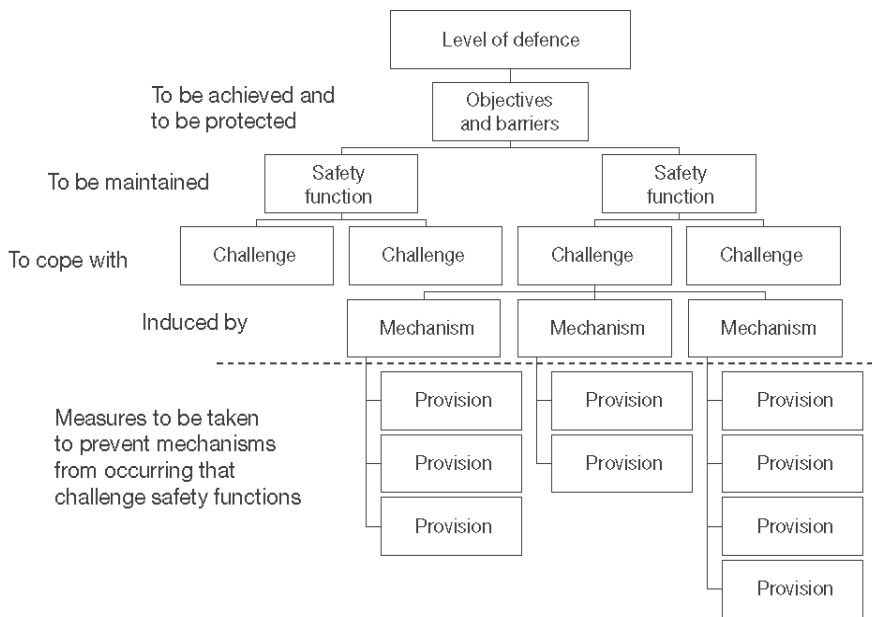 Level of defence
To be achieved and
to be protected
Objectives
and barriers
To be maintained
Safety
function
Safety
function
To cope with
Challenge
Challenge
Challenge
Challenge
Induced by
Mechanism
Mechanism
Mechanism
Measures to be taken
to prevent mechanisms
from occurring that
challenge safety functions
Provision
Provision
Provision
Provision
Provision
Provision
Provision
Provision
Provision